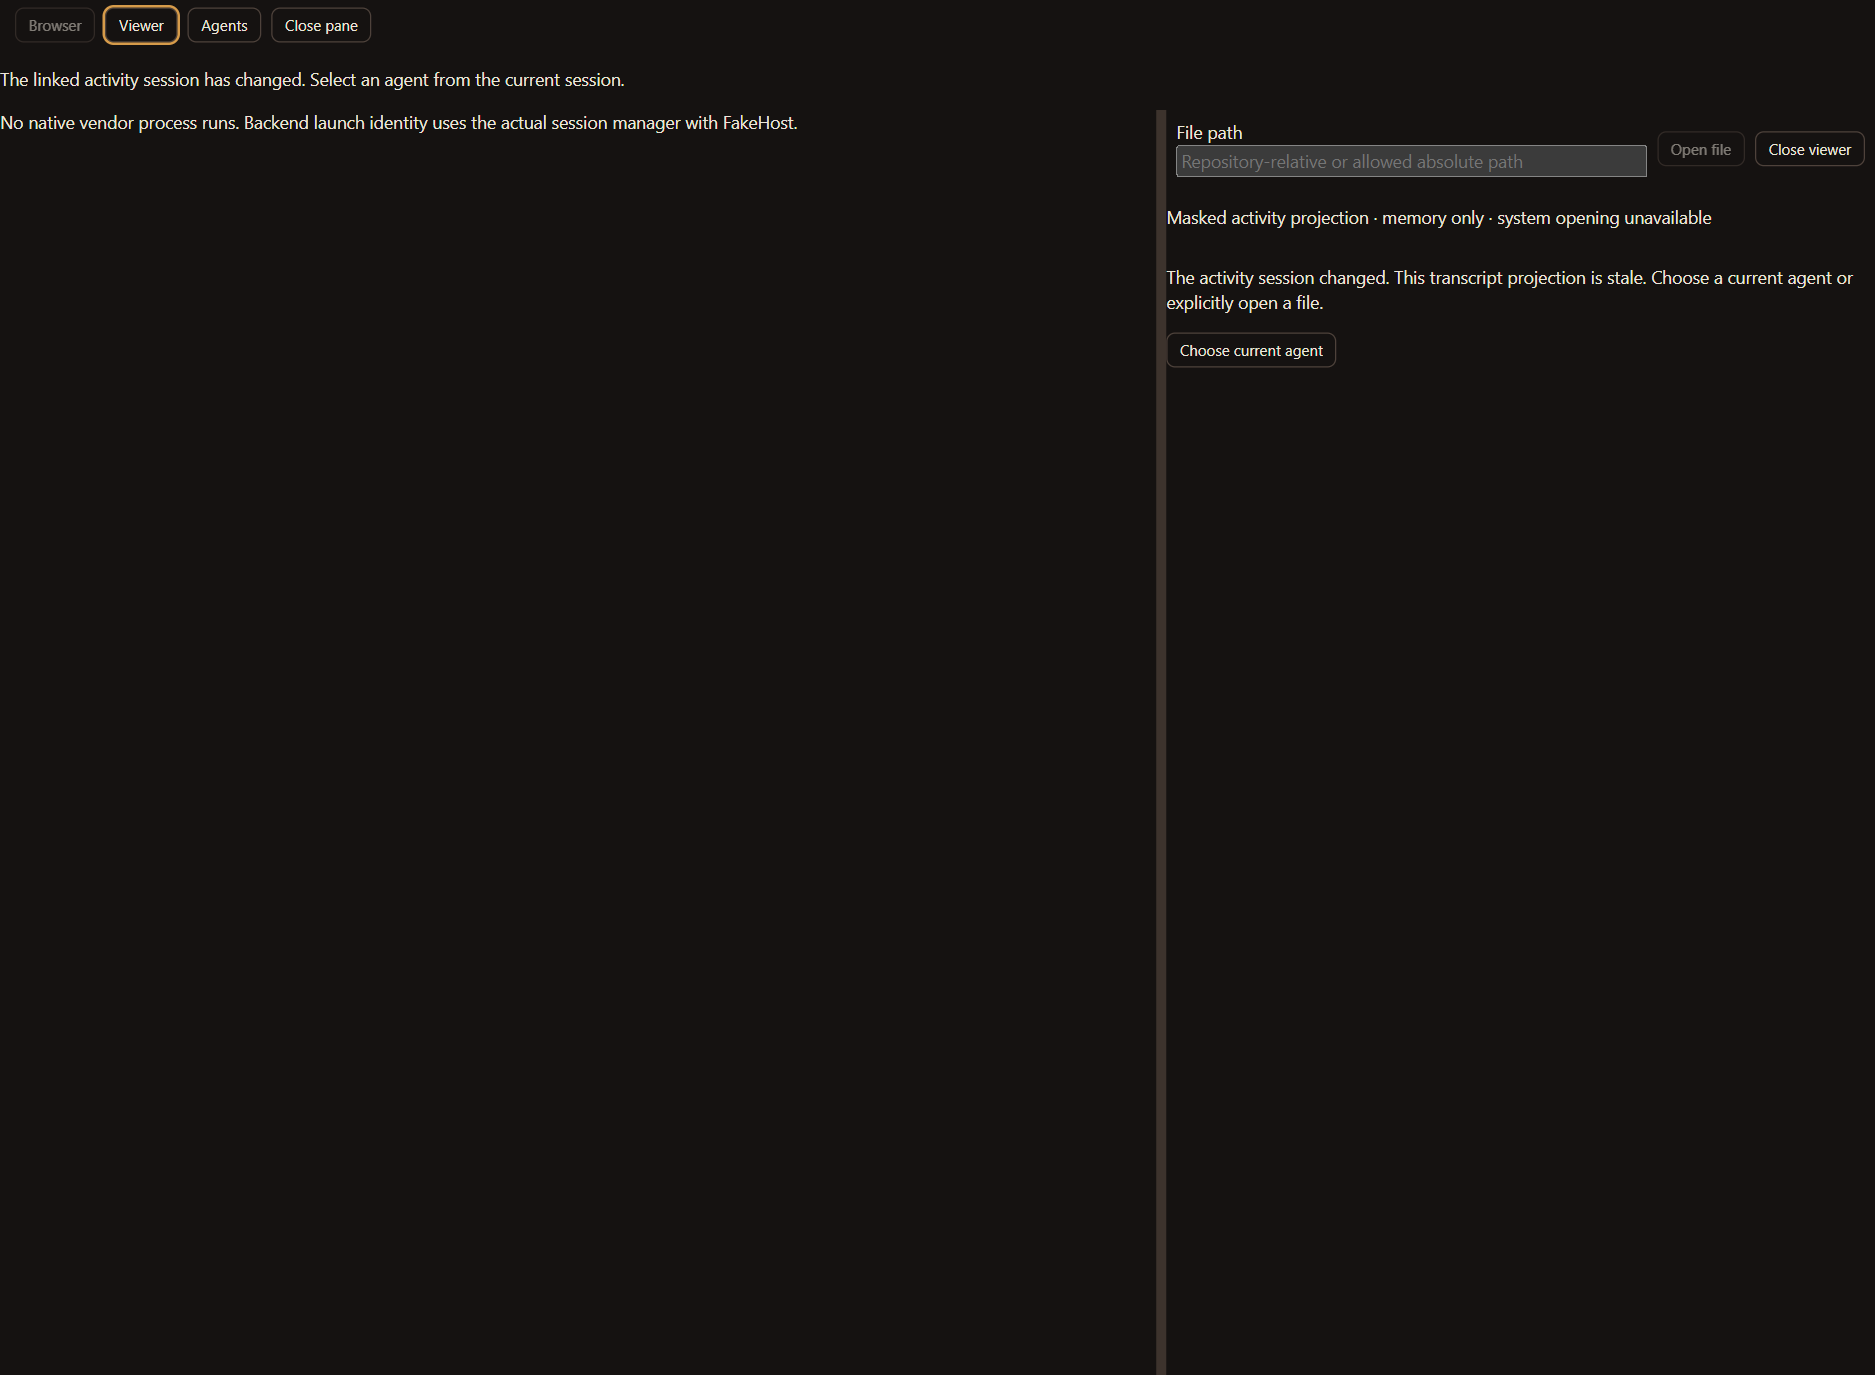 Browser Viewer Agents Close pane
The linked activity session has changed. Select an agent from the current session.
No native vendor process runs. Backend launch identity uses the actual session manager with FakeHost.
File path
Repository-relative or allowed absolute path
Open file Close viewer
Masked activity projection · memory only · system opening unavailable
The activity session changed. This transcript projection is stale. Choose a current agent or
explicitly open a file.
Choose current agent